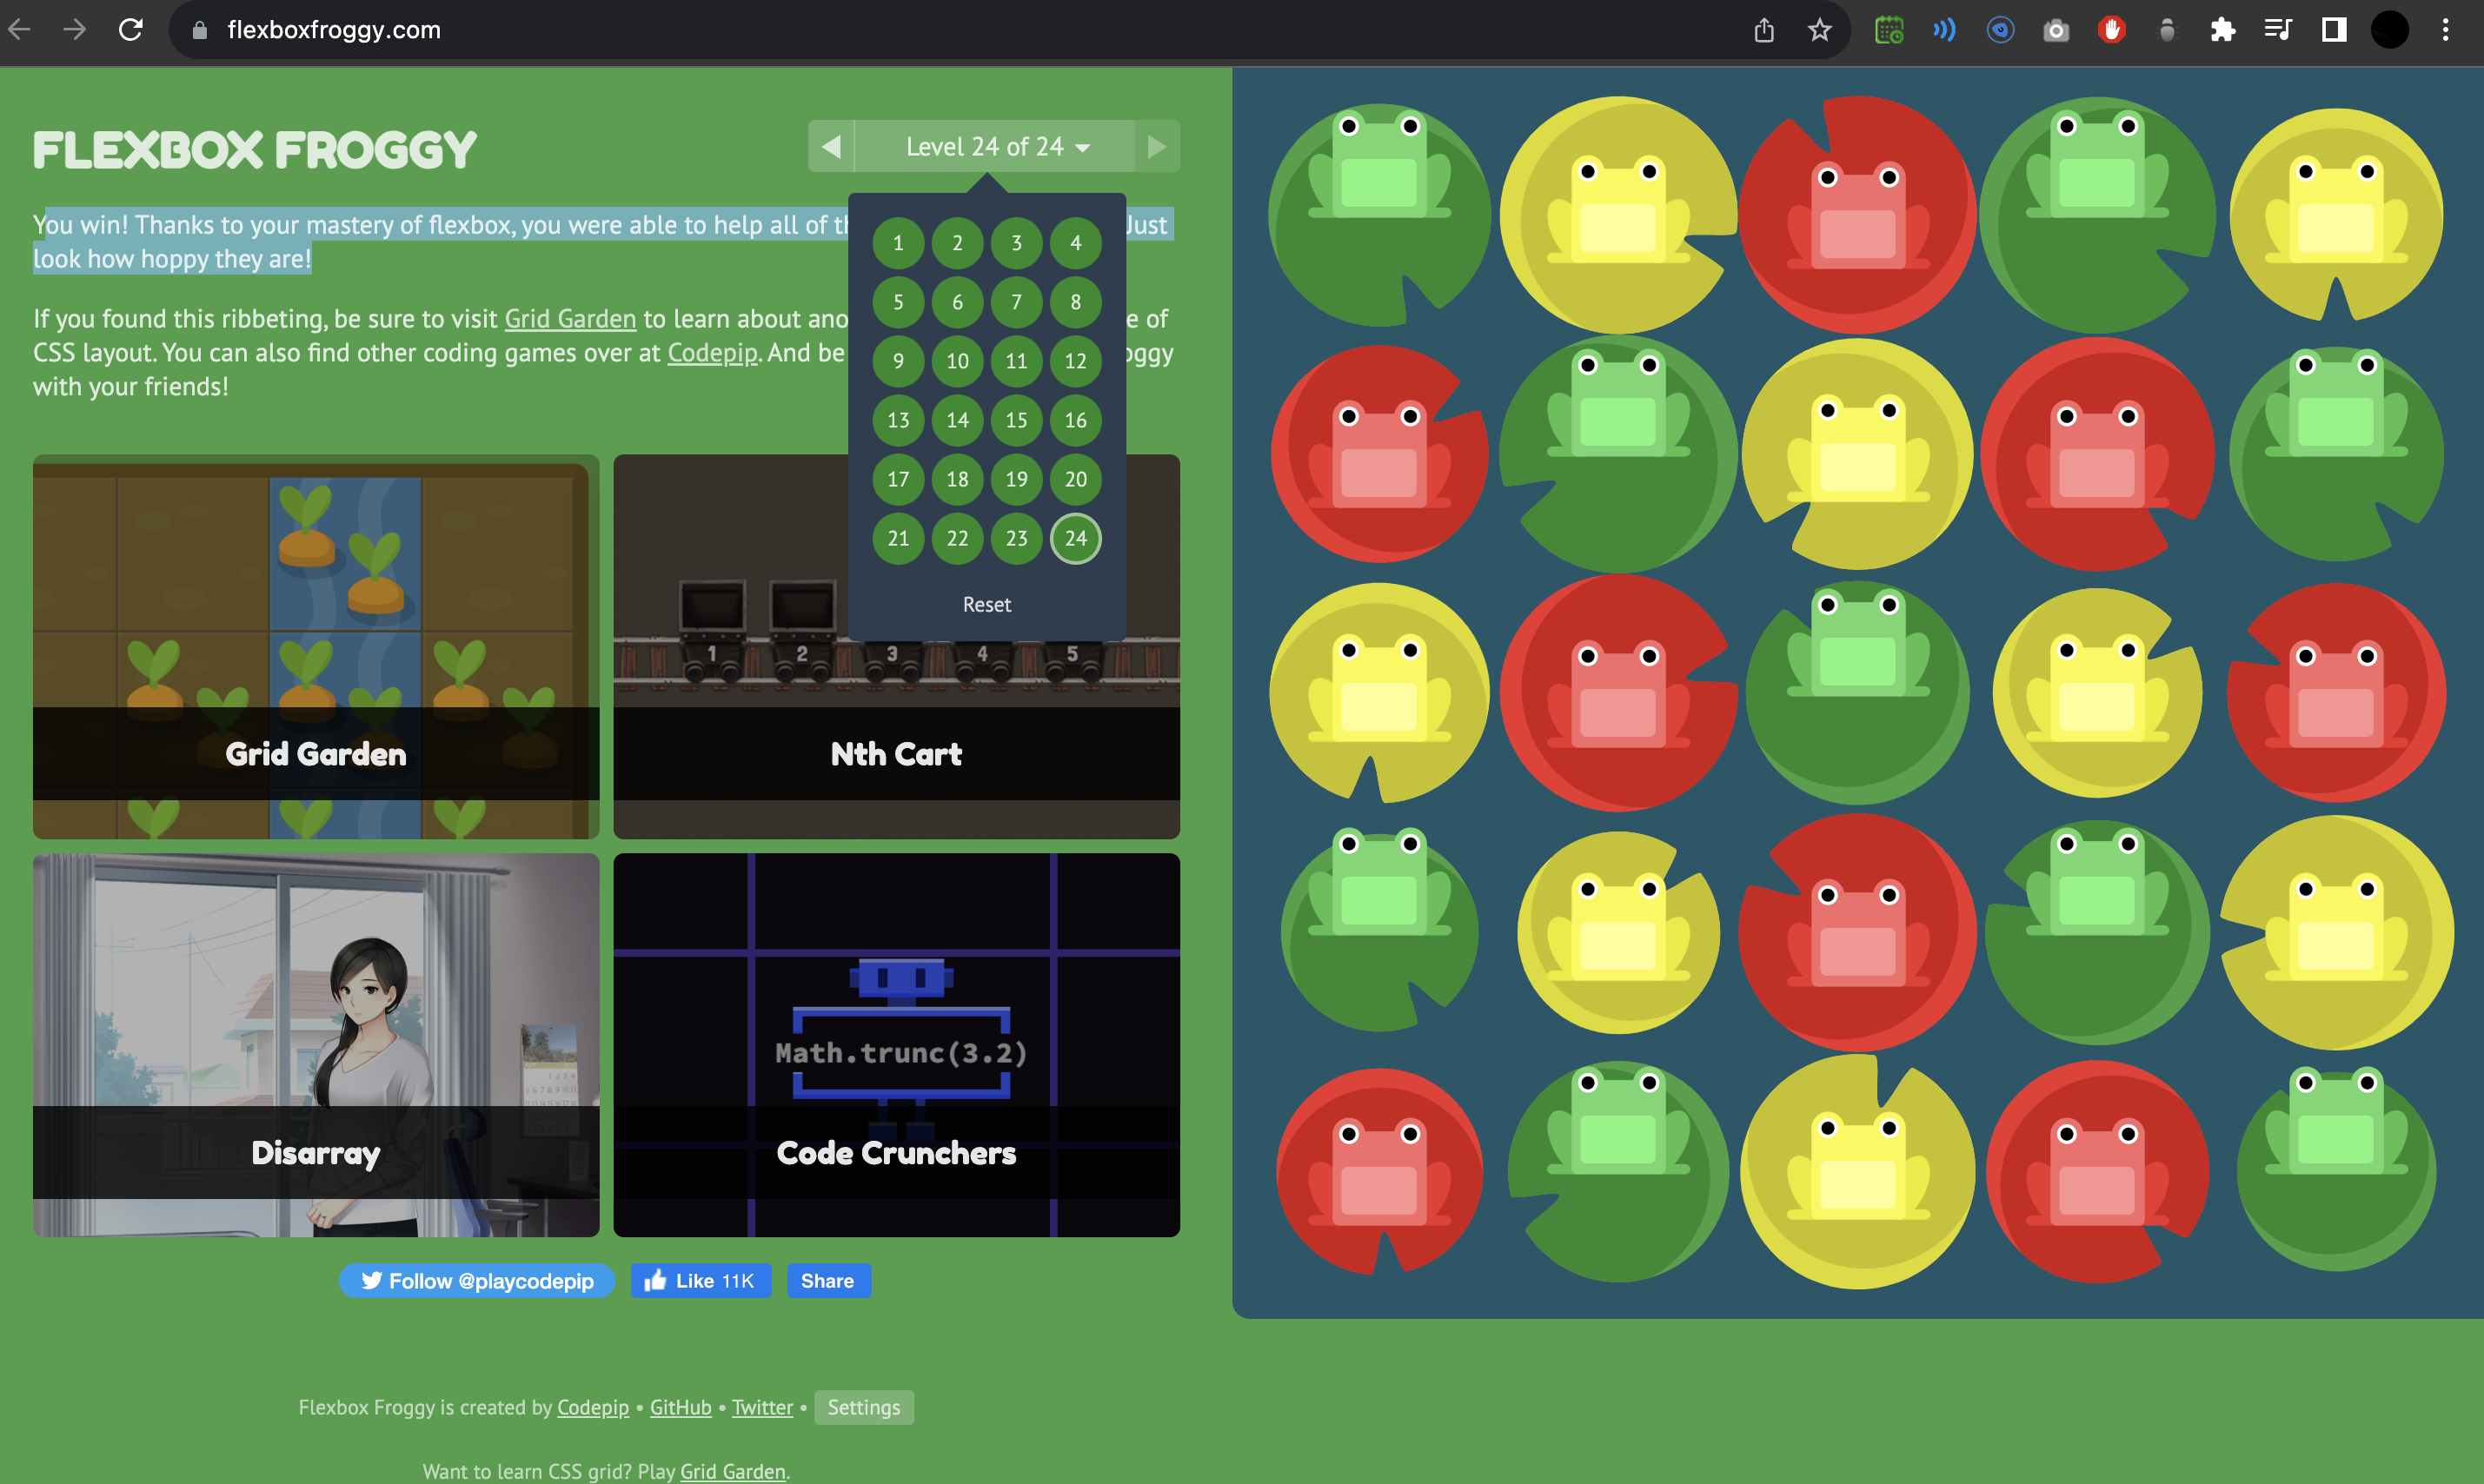 flexboxfroggy.com
FLEXBOX FROGGY
Level 24 of 24
You win! Thanks to your mastery of flexbox, you were able to help all of th Just
look how hoppy they are!
If you found this ribbeting, be sure to visit Grid Garden to learn about ano e of
CSS layout. You can also find other coding games over at Codepip. And be oggy
with your friends!
1 2 3 4
5 6 7 8
9 10 11 12
13 14 15 16
17 18 19 20
21 22 23 24
Reset
1 2 3 4 5
Grid Garden
Nth Cart
Math.trunc(3.2)
Disarray
Code Crunchers
Follow @playcodepip
Like 11K
Share
Flexbox Froggy is created by Codepip • GitHub • Twitter • Settings
Want to learn CSS grid? Play Grid Garden.